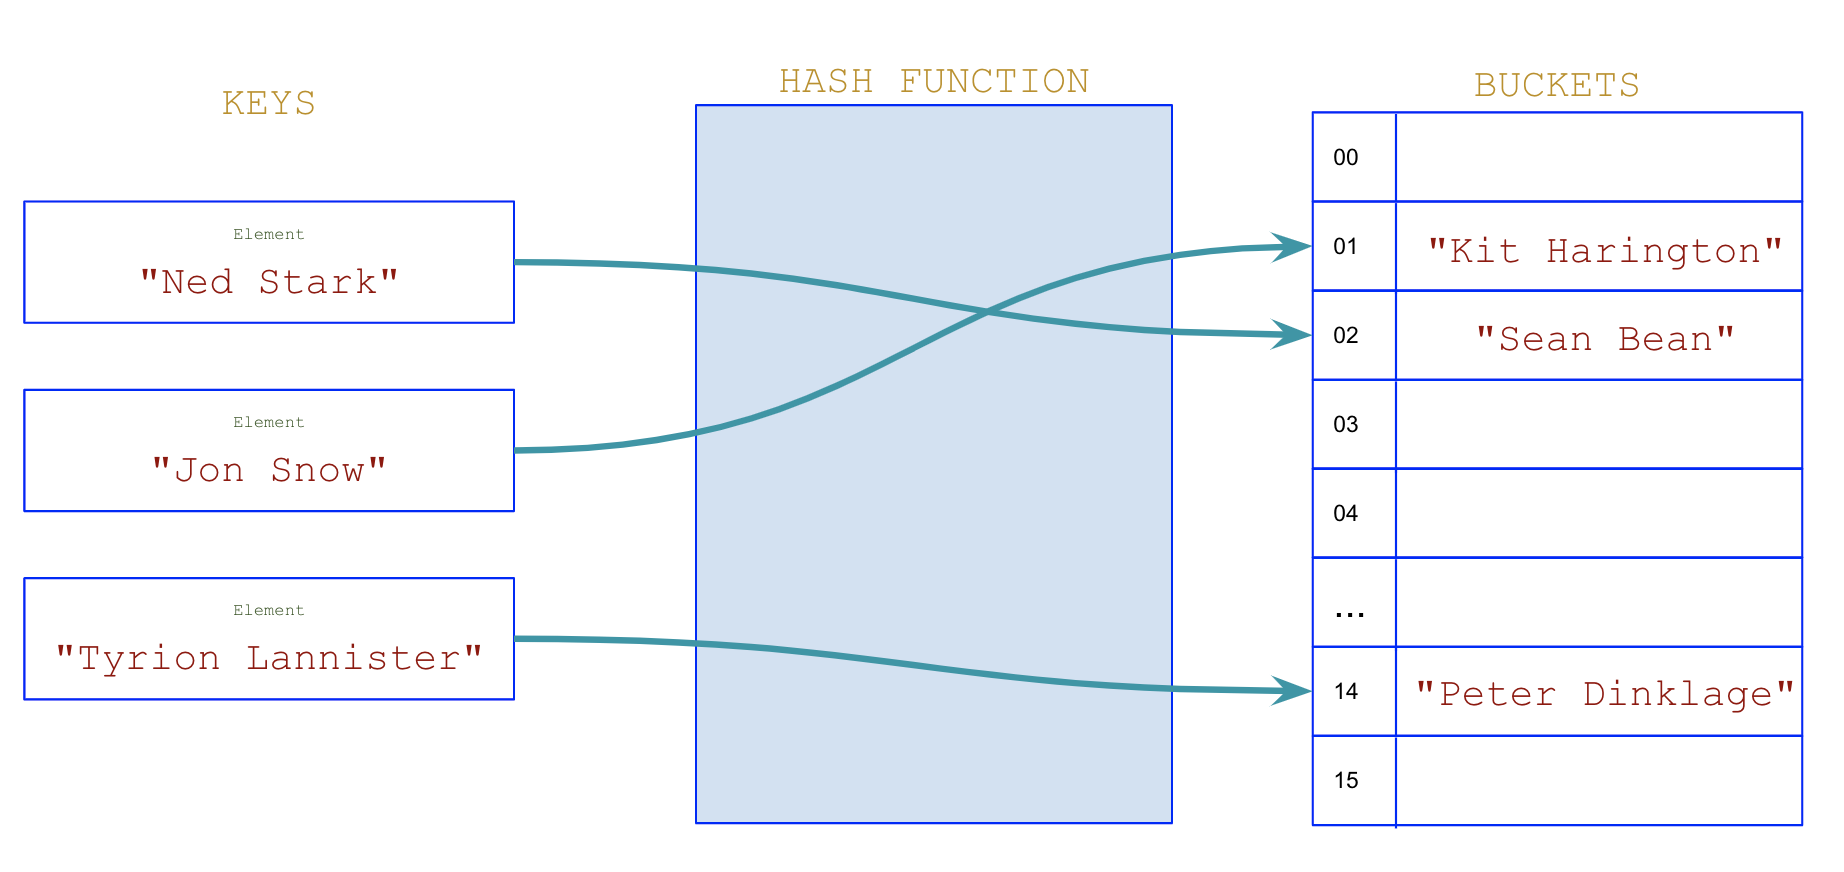 KEYS
Element
"Ned Stark"
Element
"Jon Snow"
Element
"Tyrion Lannister"
HASH FUNCTION
BUCKETS
00
01 "Kit Harington"
02 "Sean Bean"
03
04
...
14 "Peter Dinklage"
15